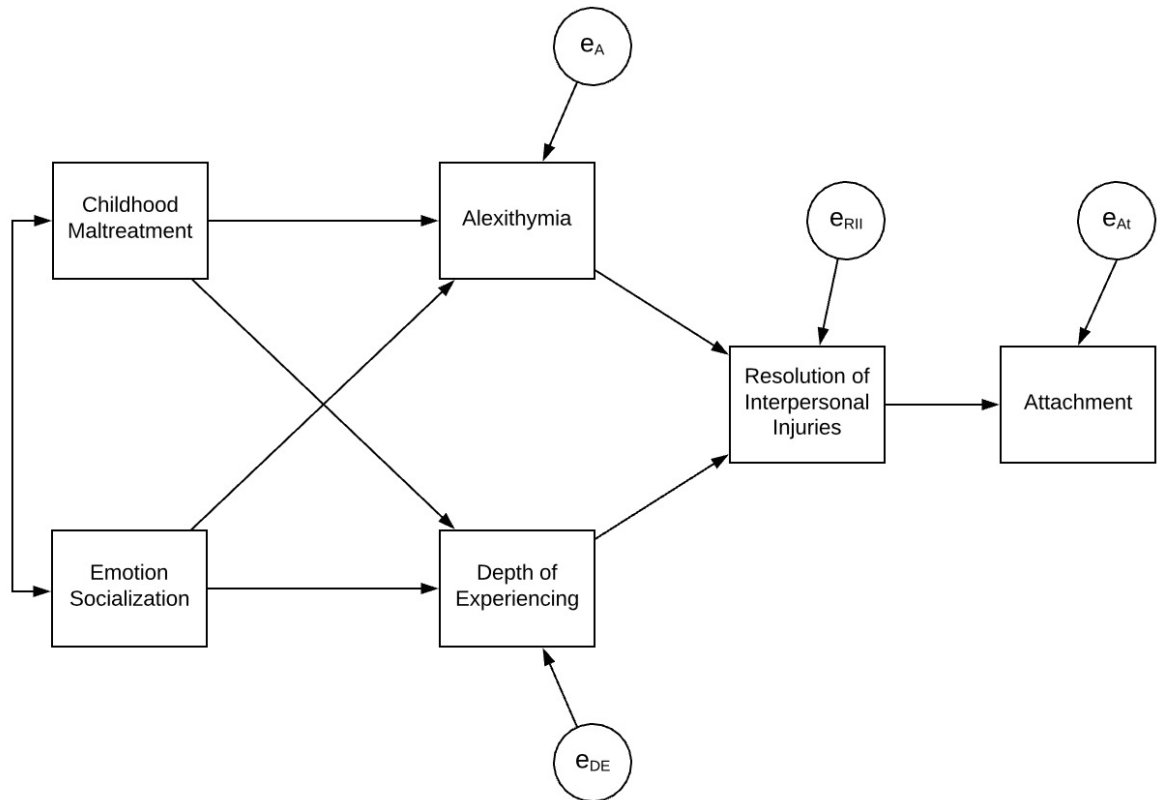 eA
Childhood
Maltreatment
Alexithymia
eRII
eAt
Resolution of
Interpersonal
Injuries
Attachment
Emotion
Socialization
Depth of
Experiencing
eDE